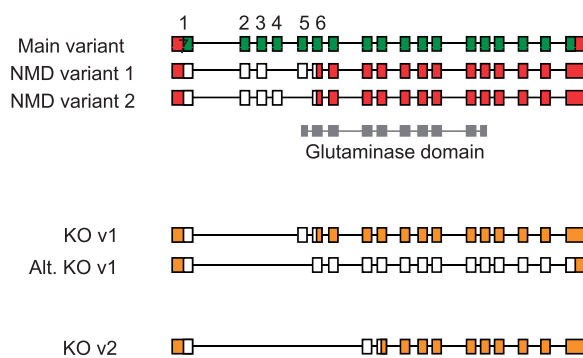 1 2 3 4 5 6
Main variant
NMD variant 1
NMD variant 2
Glutaminase domain
KO v1
Alt. KO v1
KO v2